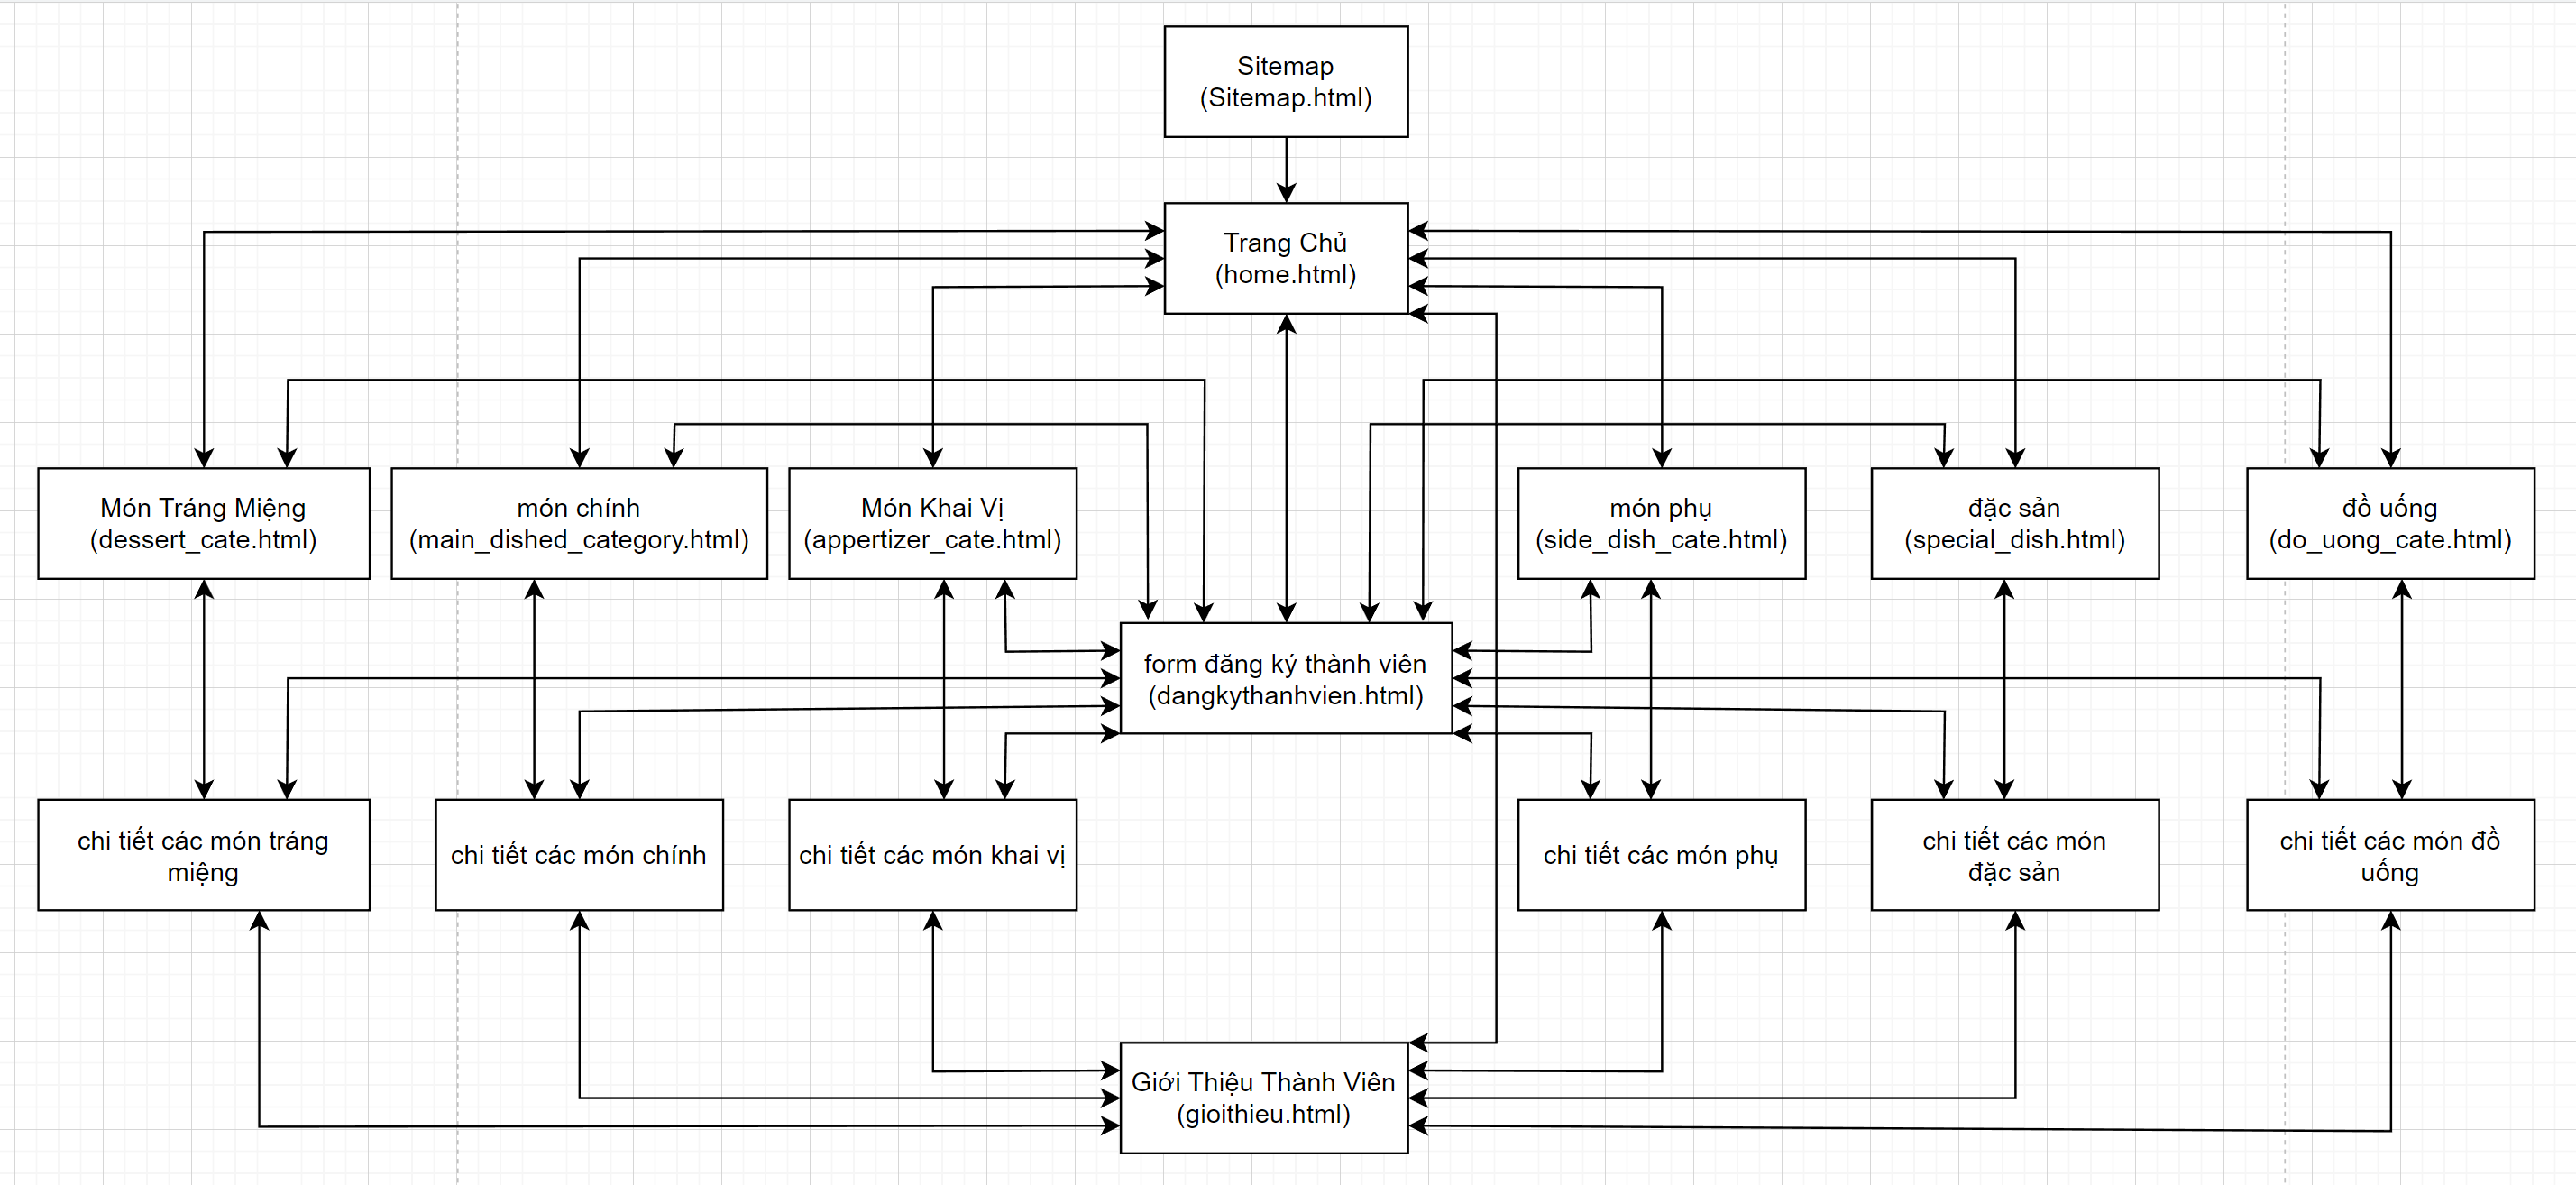 Sitemap
(Sitemap.html)
Trang Chủ
(home.html)
Món Tráng Miệng
(dessert_cate.html)
món chính
(main_dished_category.html)
Món Khai Vị
(appertizer_cate.html)
món phụ
(side_dish_cate.html)
đặc sản
(special_dish.html)
đồ uống
(do_uong_cate.html)
form đăng ký thành viên
(dangkythanhvien.html)
chi tiết các món tráng
miệng
chi tiết các món chính
chi tiết các món khai vị
chi tiết các món phụ
chi tiết các món
đặc sản
chi tiết các món đồ
uống
Giới Thiệu Thành Viên
(gioithieu.html)